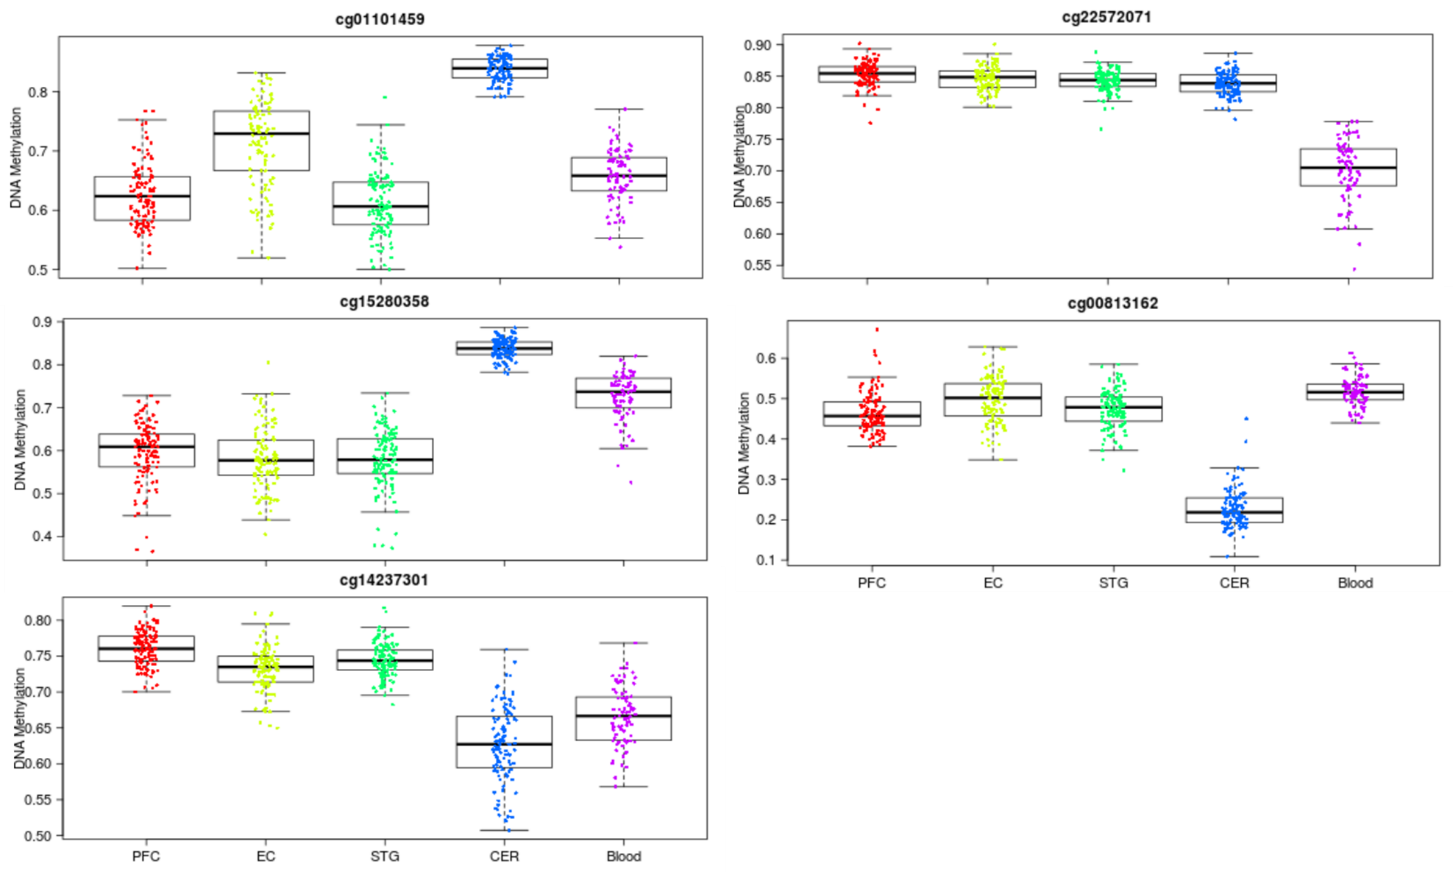 cg01101459
DNA Methylation
0.8
0.7
0.6
0.5
cg22572071
DNA Methylation
0.90
0.85
0.80
0.75
0.70
0.65
0.60
0.55
cg15280358
DNA Methylation
0.9
0.8
0.7
0.6
0.5
0.4
cg00813162
DNA Methylation
0.6
0.5
0.4
0.3
0.2
0.1
PFC EC STG CER Blood
cg14237301
DNA Methylation
0.80
0.75
0.70
0.65
0.60
0.55
0.50
PFC EC STG CER Blood